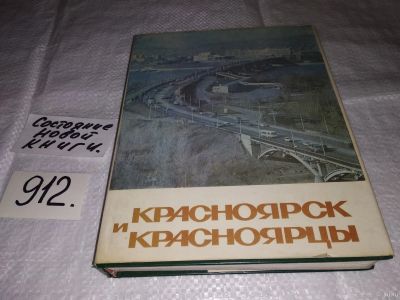 Состояние
новой
книги.
912.
КРАСНОЯРСК
и КРАСНОЯРЦЫ